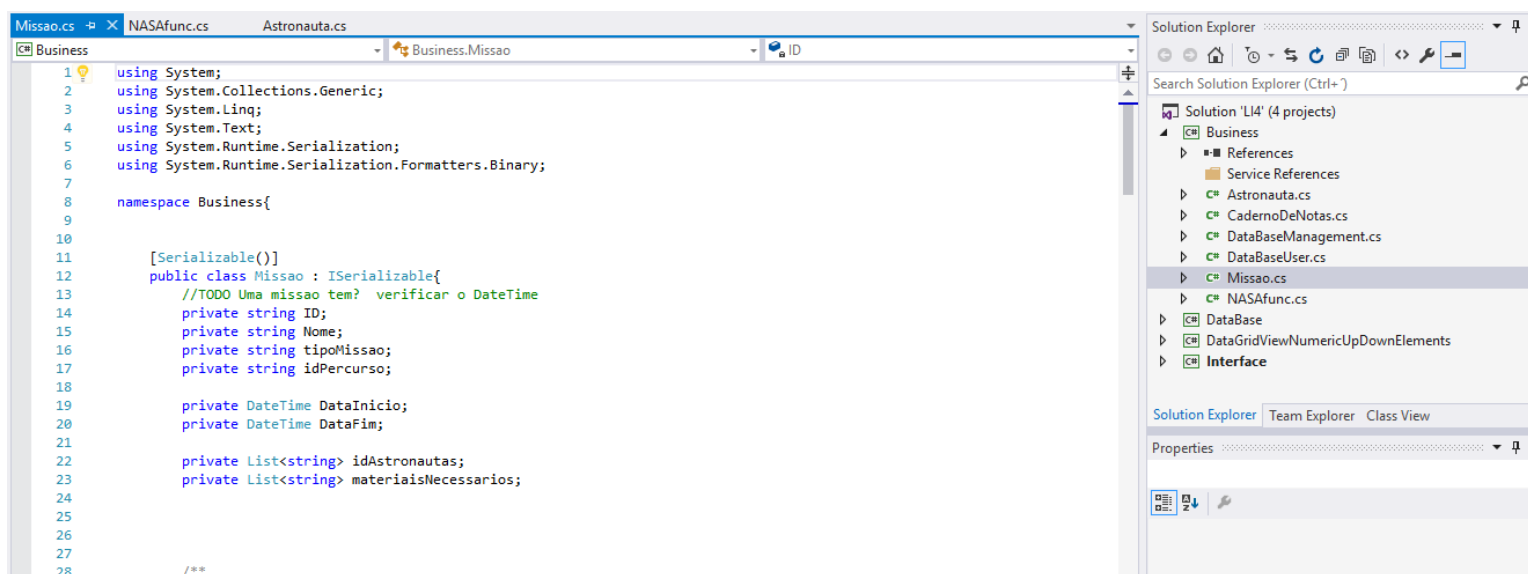 Missao.cs NASAfunc.cs Astronauta.cs
Business Business.Missao ID
1 using System;
2 using System.Collections.Generic;
3 using System.Linq;
4 using System.Text;
5 using System.Runtime.Serialization;
6 using System.Runtime.Serialization.Formatters.Binary;
7
8 namespace Business{
9
10
11 [Serializable()]
12 public class Missao : ISerializable{
13 //TODO Uma missao tem?  verificar o DateTime
14 private string ID;
15 private string Nome;
16 private string tipoMissao;
17 private string idPercurso;
18
19 private DateTime DataInicio;
20 private DateTime DataFim;
21
22 private List<string> idAstronautas;
23 private List<string> materiaisNecessarios;
24
25
26
27
28 /**
Solution Explorer
Search Solution Explorer (Ctrl+´)
Solution 'LI4' (4 projects)
C# Business
References
Service References
C# Astronauta.cs
C# CadernoDeNotas.cs
C# DataBaseManagement.cs
C# DataBaseUser.cs
C# Missao.cs
C# NASAfunc.cs
C# DataBase
C# DataGridViewNumericUpDownElements
C# Interface
Solution Explorer Team Explorer Class View
Properties